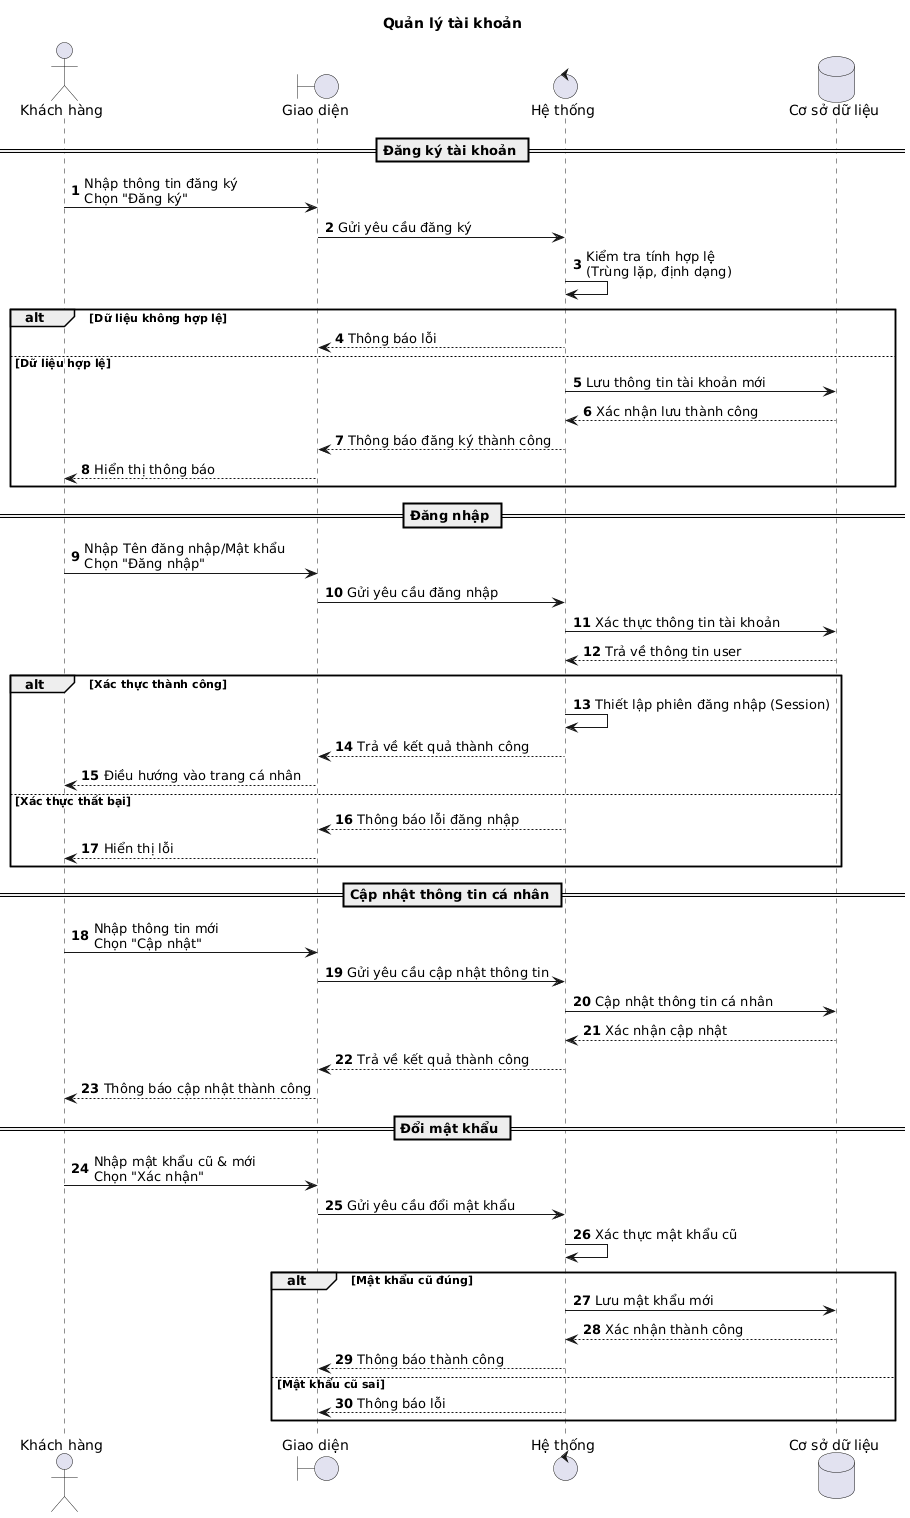 Quản lý tài khoản
Khách hàng
Giao diện
Hệ thống
Cơ sở dữ liệu
Đăng ký tài khoản
1 Nhập thông tin đăng ký
Chọn "Đăng ký"
2 Gửi yêu cầu đăng ký
3 Kiểm tra tính hợp lệ
(Trùng lặp, định dạng)
alt [Dữ liệu không hợp lệ]
4 Thông báo lỗi
[Dữ liệu hợp lệ]
5 Lưu thông tin tài khoản mới
6 Xác nhận lưu thành công
7 Thông báo đăng ký thành công
8 Hiển thị thông báo
Đăng nhập
9 Nhập Tên đăng nhập/Mật khẩu
Chọn "Đăng nhập"
10 Gửi yêu cầu đăng nhập
11 Xác thực thông tin tài khoản
12 Trả về thông tin user
alt [Xác thực thành công]
13 Thiết lập phiên đăng nhập (Session)
14 Trả về kết quả thành công
15 Điều hướng vào trang cá nhân
[Xác thực thất bại]
16 Thông báo lỗi đăng nhập
17 Hiển thị lỗi
Cập nhật thông tin cá nhân
18 Nhập thông tin mới
Chọn "Cập nhật"
19 Gửi yêu cầu cập nhật thông tin
20 Cập nhật thông tin cá nhân
21 Xác nhận cập nhật
22 Trả về kết quả thành công
23 Thông báo cập nhật thành công
Đổi mật khẩu
24 Nhập mật khẩu cũ & mới
Chọn "Xác nhận"
25 Gửi yêu cầu đổi mật khẩu
26 Xác thực mật khẩu cũ
alt [Mật khẩu cũ đúng]
27 Lưu mật khẩu mới
28 Xác nhận thành công
29 Thông báo thành công
[Mật khẩu cũ sai]
30 Thông báo lỗi
Khách hàng
Giao diện
Hệ thống
Cơ sở dữ liệu